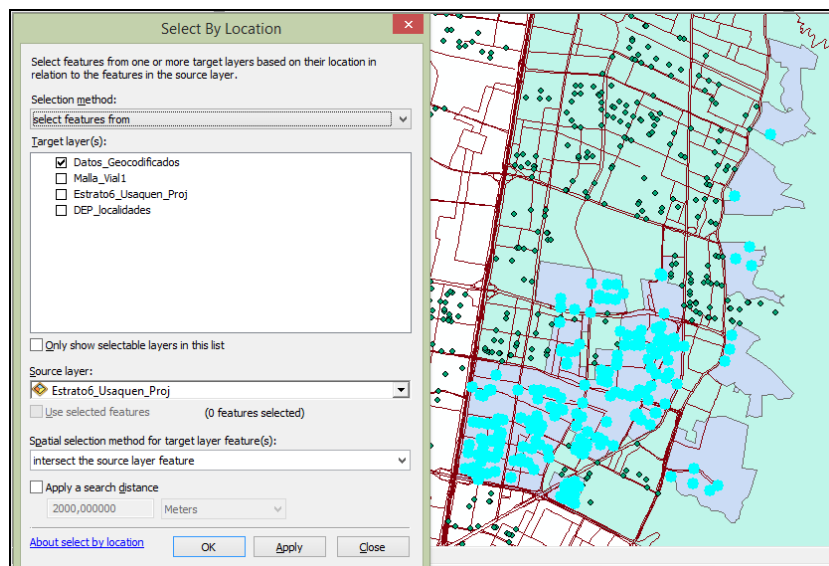 Select By Location
Select features from one or more target layers based on their location in
relation to the features in the source layer.
Selection method:
select features from
Target layer(s):
Datos_Geocodificados
Malla_Vial1
Estrato6_Usaquen_Proj
DEP_localidades
Only show selectable layers in this list
Source layer:
Estrato6_Usaquen_Proj
Use selected features (0 features selected)
Spatial selection method for target layer feature(s):
intersect the source layer feature
Apply a search distance
2000,000000 Meters
About select by location OK Apply Close